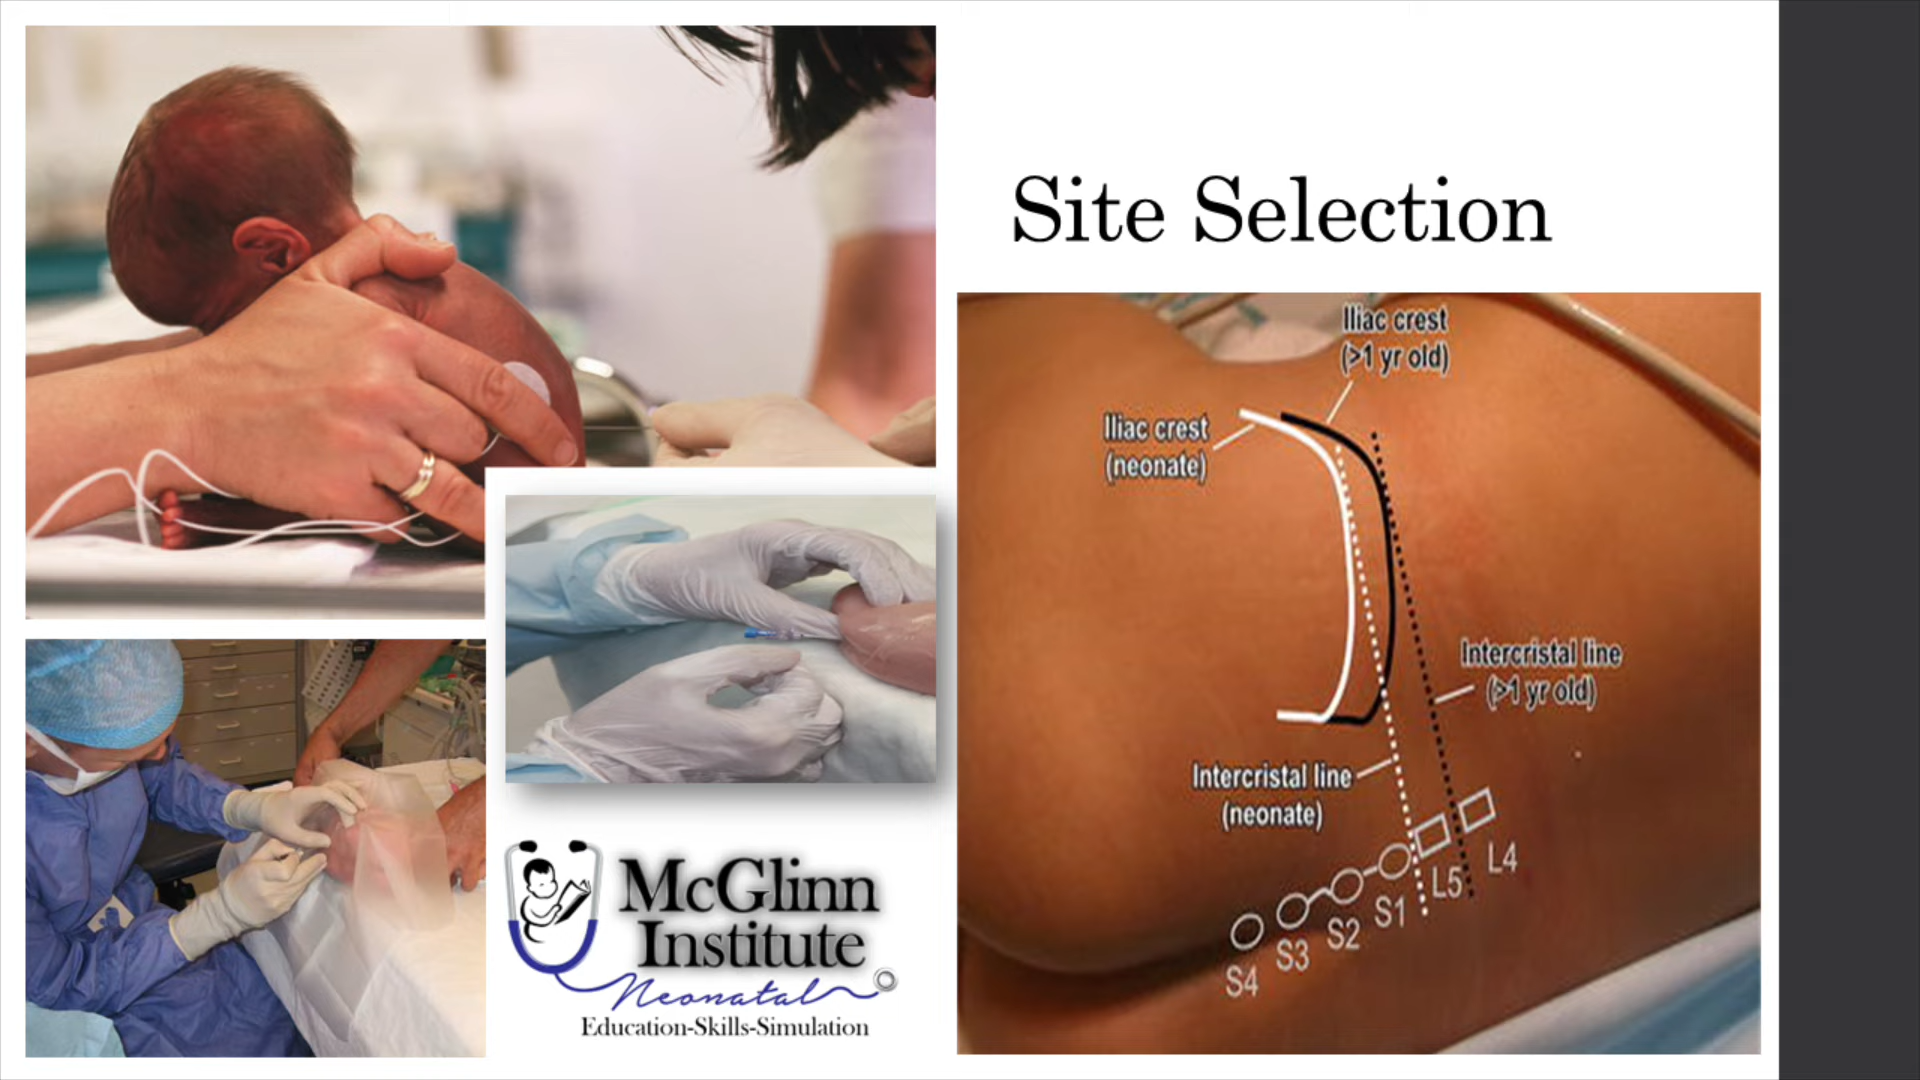 Site Selection
Iliac crest
(>1 yr old)
Iliac crest
(neonate)
Intercristal line
(>1 yr old)
Intercristal line
(neonate)
L4
L5
S1
S2
S3
S4
McGlinn
Institute
Neonatal
Education-Skills-Simulation